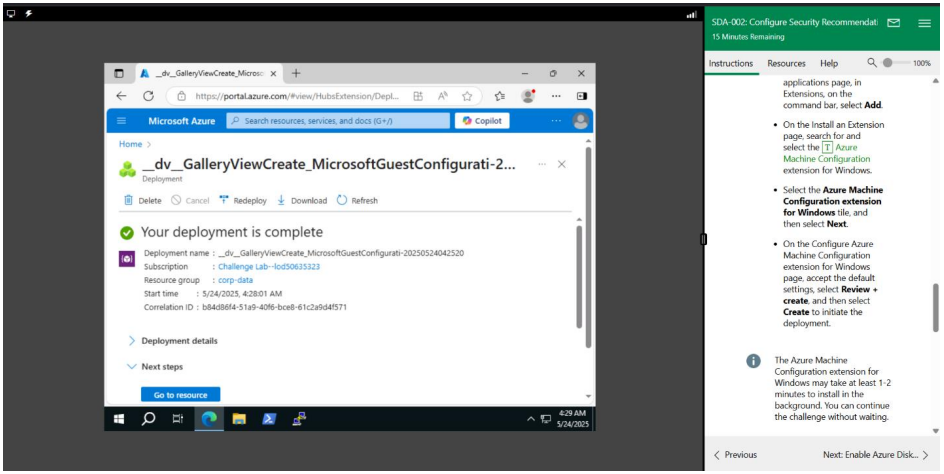 SDA-002: Configure Security Recommendati
15 Minutes Remaining
Instructions Resources Help 100%
__dv__GalleryViewCreate_Microso
https://portal.azure.com/#view/HubsExtension/Depl...
Microsoft Azure
Search resources, services, and docs (G+/)
Copilot
Home >
__dv__GalleryViewCreate_MicrosoftGuestConfigurati-2...
Deployment
Delete Cancel Redeploy Download Refresh
Your deployment is complete
Deployment name : __dv__GalleryViewCreate_MicrosoftGuestConfigurati-20250524042520
Subscription : Challenge Lab--lod50635323
Resource group : corp-data
Start time : 5/24/2025, 4:28:01 AM
Correlation ID : b84d86f4-51a9-40f6-bce8-61c2a9d4f571
Deployment details
Next steps
Go to resource
4:29 AM
5/24/2025
applications page, in
Extensions, on the
command bar, select Add.
• On the Install an Extension
page, search for and
select the T Azure
Machine Configuration
extension for Windows.
• Select the Azure Machine
Configuration extension
for Windows tile, and
then select Next.
• On the Configure Azure
Machine Configuration
extension for Windows
page, accept the default
settings, select Review +
create, and then select
Create to initiate the
deployment.
The Azure Machine
Configuration extension for
Windows may take at least 1-2
minutes to install in the
background. You can continue
the challenge without waiting.
< Previous
Next: Enable Azure Disk... >